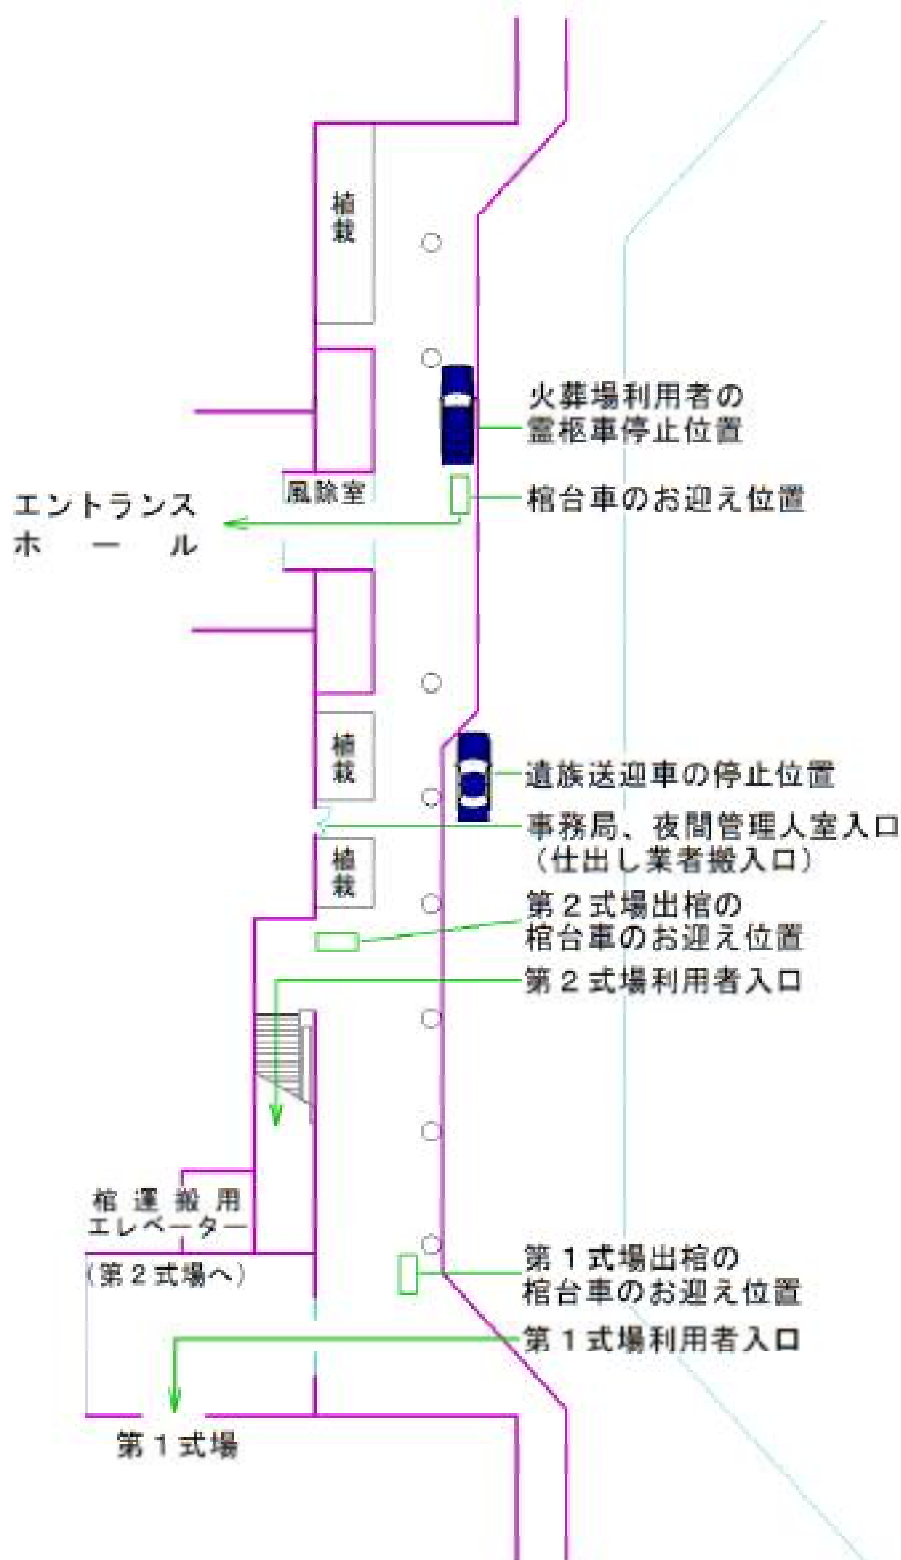 植栽
火葬場利用者の
霊柩車停止位置
風除室
棺台車のお迎え位置
エントランス
ホール
植栽
遺族送迎車の停止位置
事務局、夜間管理人室入口
（仕出し業者搬入口）
植栽
第２式場出棺の
棺台車のお迎え位置
第２式場利用者入口
棺運搬用
エレベーター
（第２式場へ）
第１式場出棺の
棺台車のお迎え位置
第１式場利用者入口
第１式場